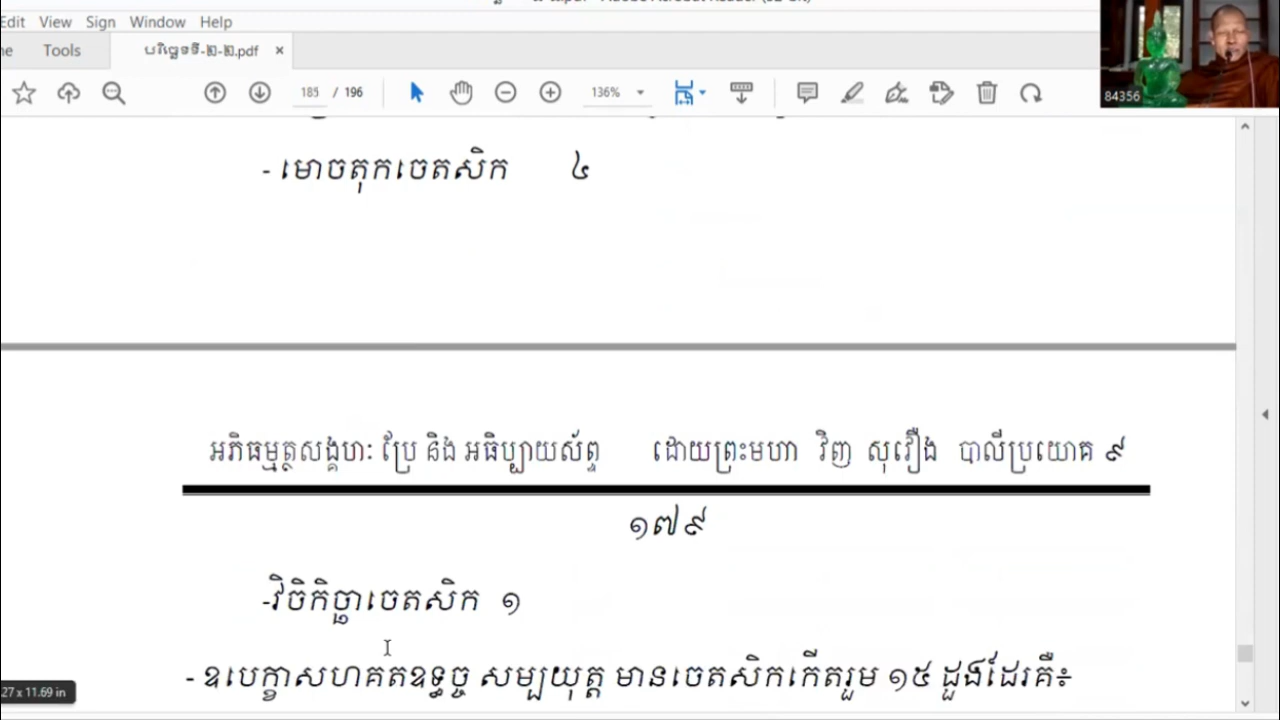 Edit View Sign Window Help
Tools
បរិច្ឆេទទី-២-២.pdf ×
185 / 196
136%
84356
- មោចតុកចេតសិក ៤
អភិធម្មត្ថសង្គហៈ ប្រែ និង អធិប្បាយស័ព្ទ ដោយព្រះមហា វិញ សុវឿង បាលីប្រយោគ ៩
១៧៩
-វិចិកិច្ឆាចេតសិក ១
- ឧបេក្ខាសហគតឧទ្ធច្ច សម្បយុត្ត មានចេតសិកកើតរួម ១៥ ដួងដែរគឺ៖
27 x 11.69 in